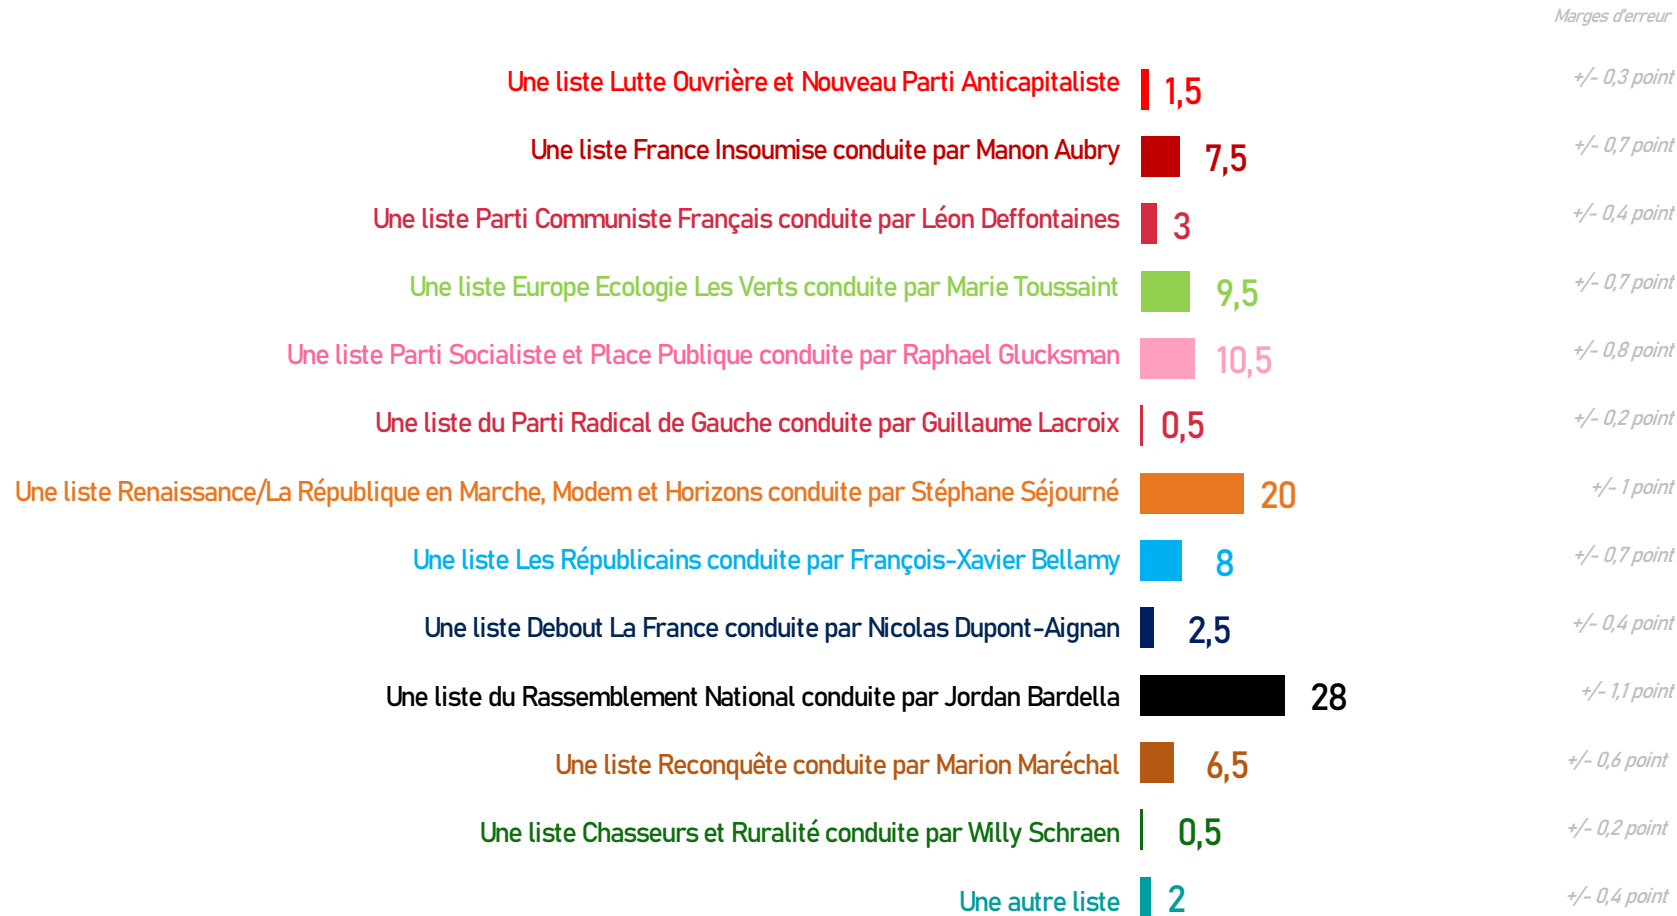 Marges d'erreur
Une liste Lutte Ouvrière et Nouveau Parti Anticapitaliste 1,5 +/- 0,3 point
Une liste France Insoumise conduite par Manon Aubry 7,5 +/- 0,7 point
Une liste Parti Communiste Français conduite par Léon Deffontaines 3 +/- 0,4 point
Une liste Europe Ecologie Les Verts conduite par Marie Toussaint 9,5 +/- 0,7 point
Une liste Parti Socialiste et Place Publique conduite par Raphael Glucksman 10,5 +/- 0,8 point
Une liste du Parti Radical de Gauche conduite par Guillaume Lacroix 0,5 +/- 0,2 point
Une liste Renaissance/La République en Marche, Modem et Horizons conduite par Stéphane Séjourné 20 +/- 1 point
Une liste Les Républicains conduite par François-Xavier Bellamy 8 +/- 0,7 point
Une liste Debout La France conduite par Nicolas Dupont-Aignan 2,5 +/- 0,4 point
Une liste du Rassemblement National conduite par Jordan Bardella 28 +/- 1,1 point
Une liste Reconquête conduite par Marion Maréchal 6,5 +/- 0,6 point
Une liste Chasseurs et Ruralité conduite par Willy Schraen 0,5 +/- 0,2 point
Une autre liste 2 +/- 0,4 point